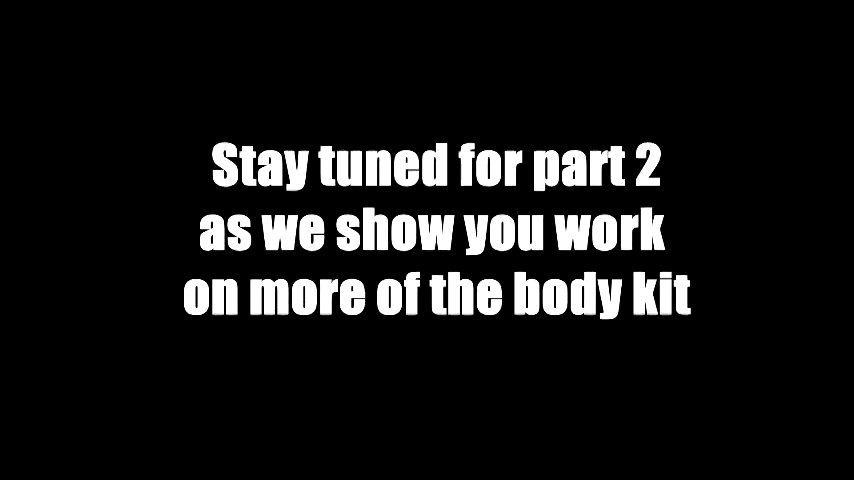 Stay tuned for part 2
as we show you work
on more of the body kit